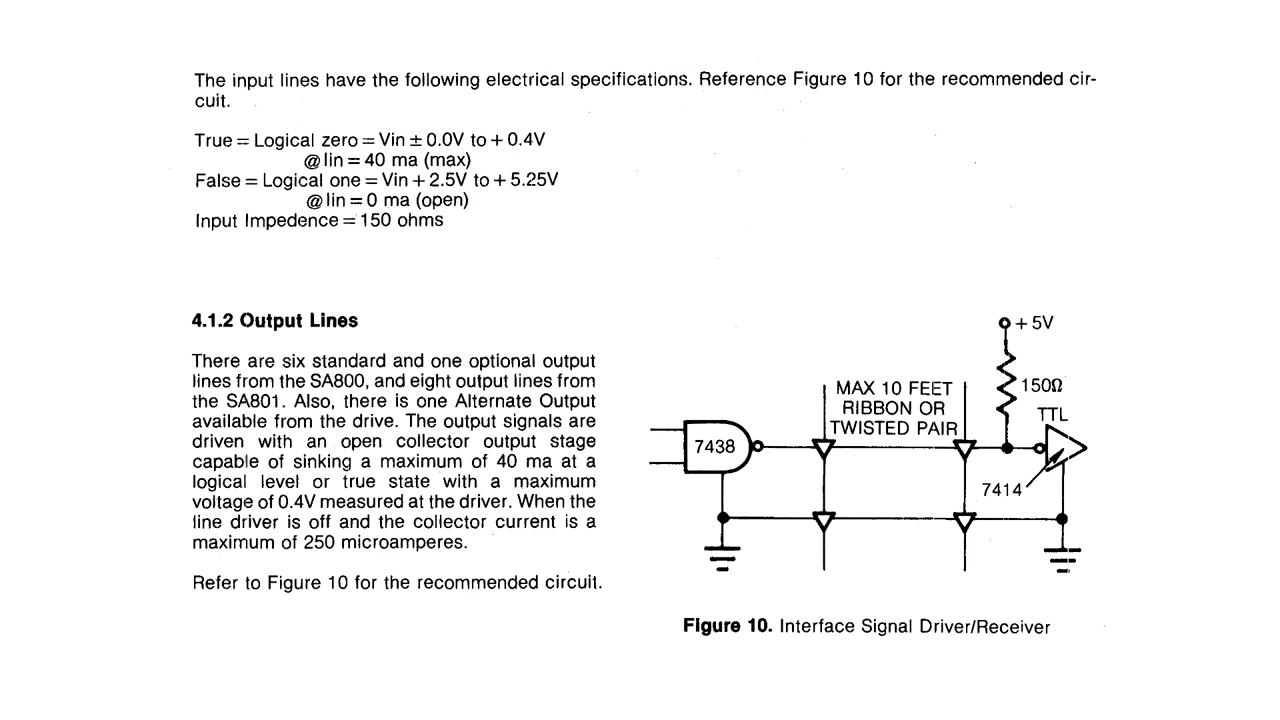 The input lines have the following electrical specifications. Reference Figure 10 for the recommended cir-
cuit.
True = Logical zero = Vin ± 0.0V to + 0.4V
@ Iin = 40 ma (max)
False = Logical one = Vin + 2.5V to + 5.25V
@ Iin = 0 ma (open)
Input Impedence = 150 ohms
4.1.2 Output Lines
There are six standard and one optional output
lines from the SA800, and eight output lines from
the SA801. Also, there is one Alternate Output
available from the drive. The output signals are
driven with an open collector output stage
capable of sinking a maximum of 40 ma at a
logical level or true state with a maximum
voltage of 0.4V measured at the driver. When the
line driver is off and the collector current is a
maximum of 250 microamperes.
Refer to Figure 10 for the recommended circuit.
+ 5V
150Ω
MAX 10 FEET
RIBBON OR
TWISTED PAIR
TTL
7438
7414
Figure 10. Interface Signal Driver/Receiver